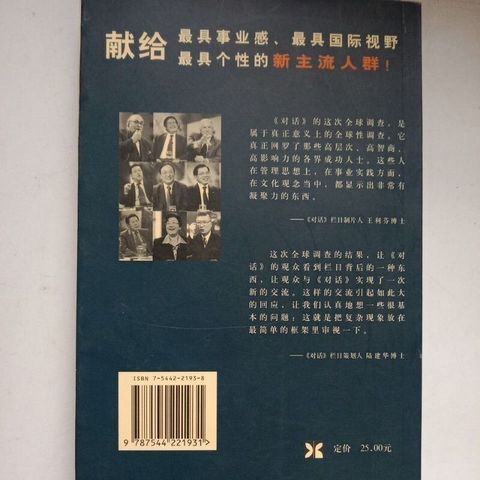 献给 最具事业感、最具国际视野
最具个性的新主流人群！
《对话》的这次全球调查，是
属于真正意义上的全球性调查。它
真正网罗了那些高层次、高智商、
高影响力的各界成功人士。这些人
在管理思想上，在事业实践方面，
在文化观念当中，都显示出非常有
凝聚力的东西。
——《对话》栏目制片人 王利芬博士
这次全球调查的结果，让《对
话》的观众看到栏目背后的一种东
西，让观众与《对话》实现了一次
新的交流。这样的交流引起如此大
的回应，让我们认真地想一些很基
本的问题；这就是把复杂现象放在
最简单的框架里审视一下。
——《对话》栏目策划人 陆建华博士
ISBN 7-5442-2193-8
9 787544 221931>
定价 25.00元